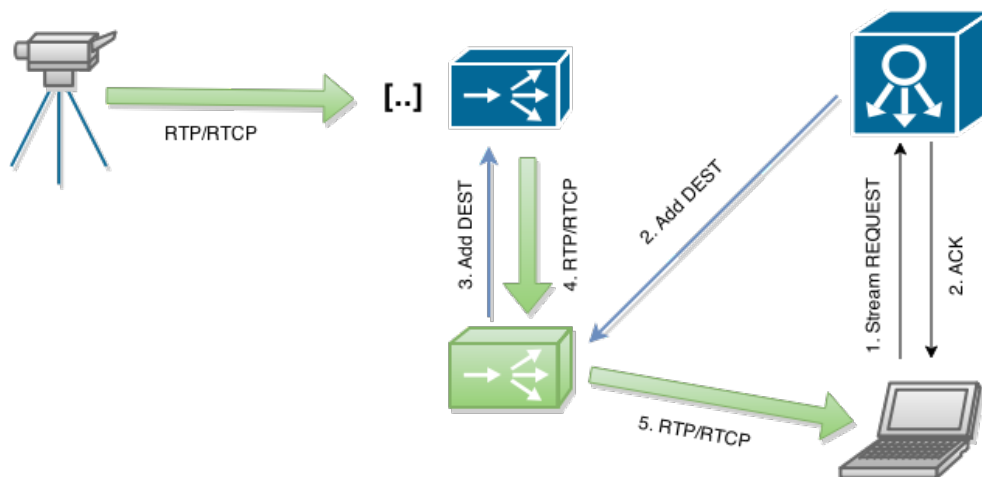 [..]
RTP/RTCP
3. Add DEST
4. RTP/RTCP
2. Add DEST
1. Stream REQUEST
2. ACK
5. RTP/RTCP